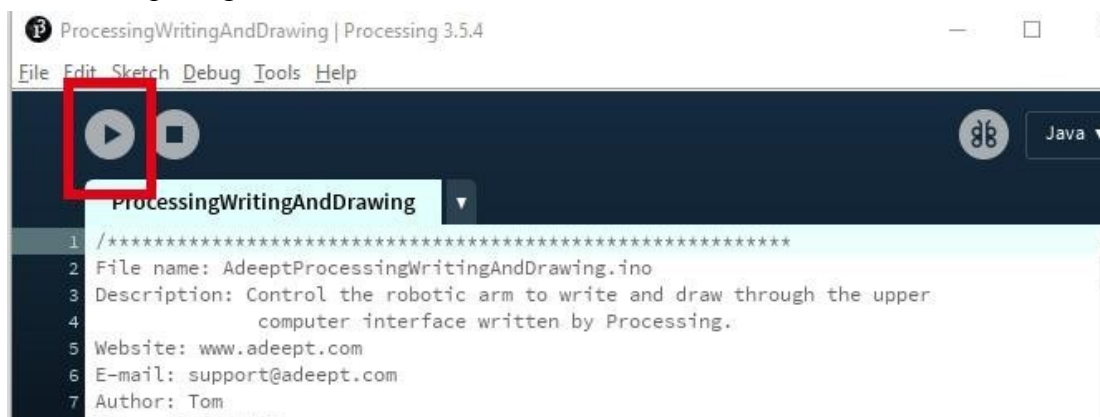 ProcessingWritingAndDrawing | Processing 3.5.4
File Edit Sketch Debug Tools Help
Java
ProcessingWritingAndDrawing
1 /**********************************************************
2 File name: AdeeptProcessingWritingAndDrawing.ino
3 Description: Control the robotic arm to write and draw through the upper
4 computer interface written by Processing.
5 Website: www.adeept.com
6 E-mail: support@adeept.com
7 Author: Tom